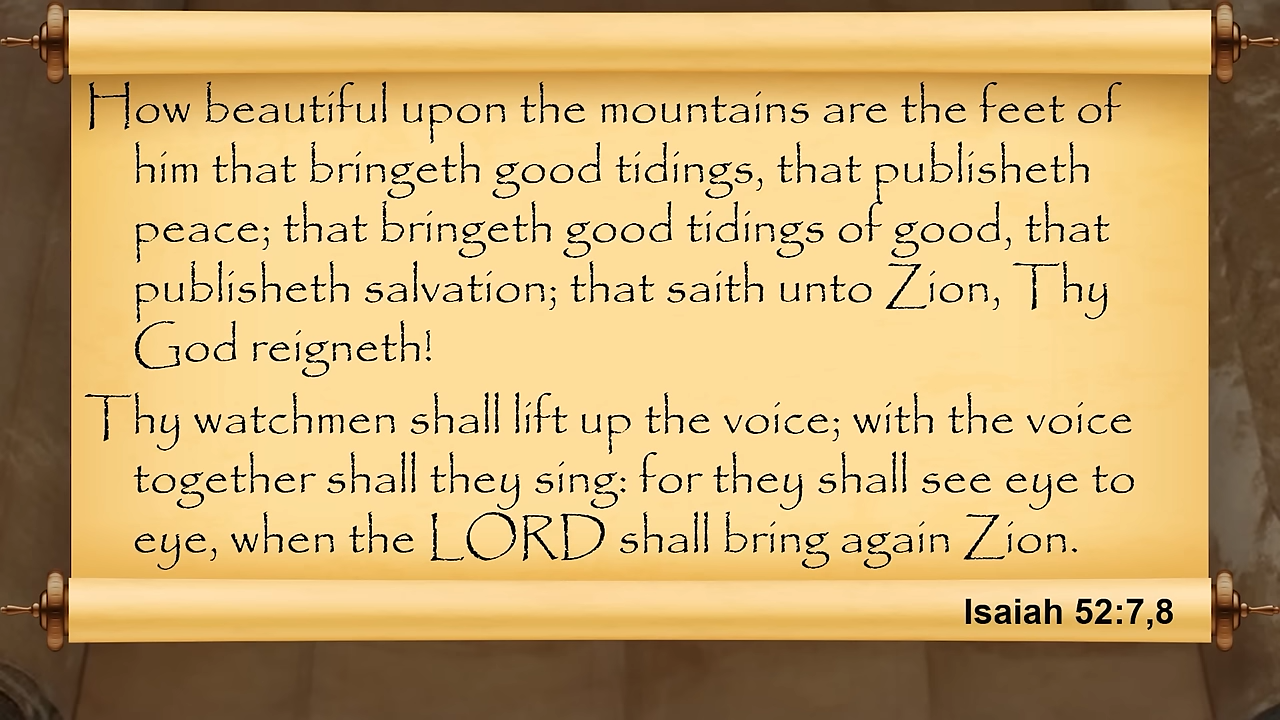 How beautiful upon the mountains are the feet of
him that bringeth good tidings, that publisheth
peace; that bringeth good tidings of good, that
publisheth salvation; that saith unto Zion, Thy
God reigneth!
Thy watchmen shall lift up the voice; with the voice
together shall they sing: for they shall see eye to
eye, when the LORD shall bring again Zion.
Isaiah 52:7,8